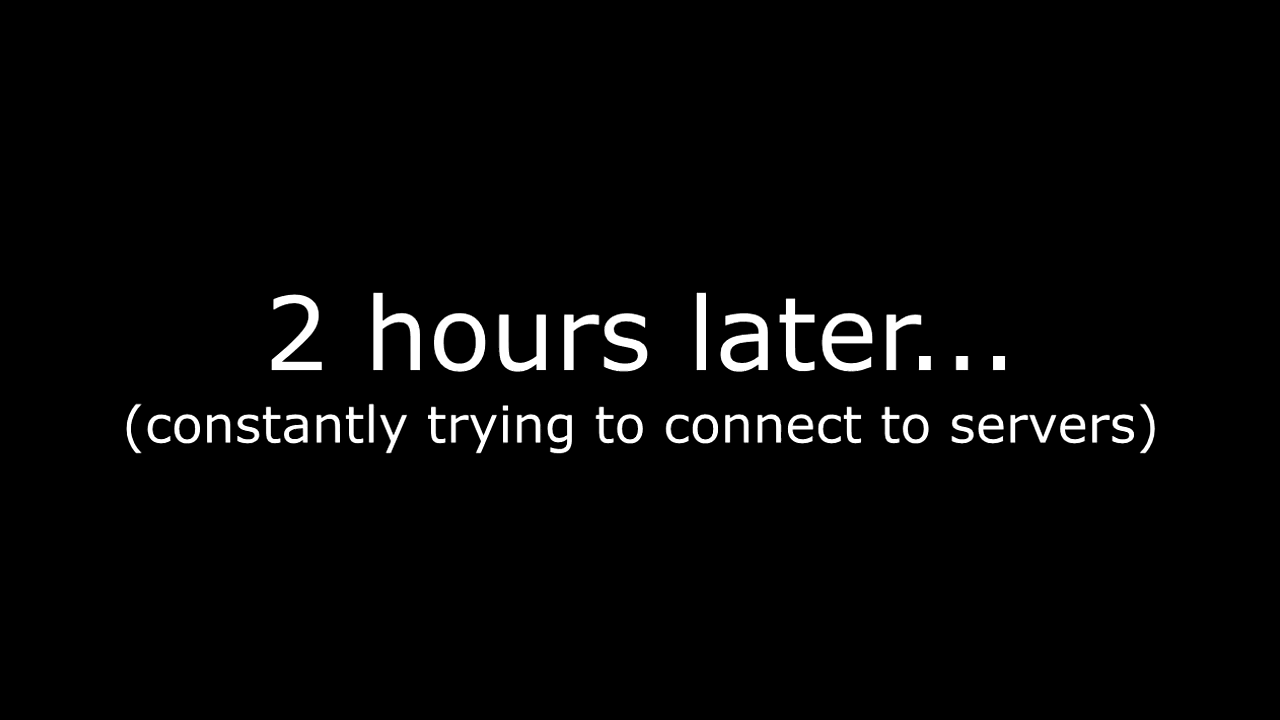 2 hours later...
(constantly trying to connect to servers)